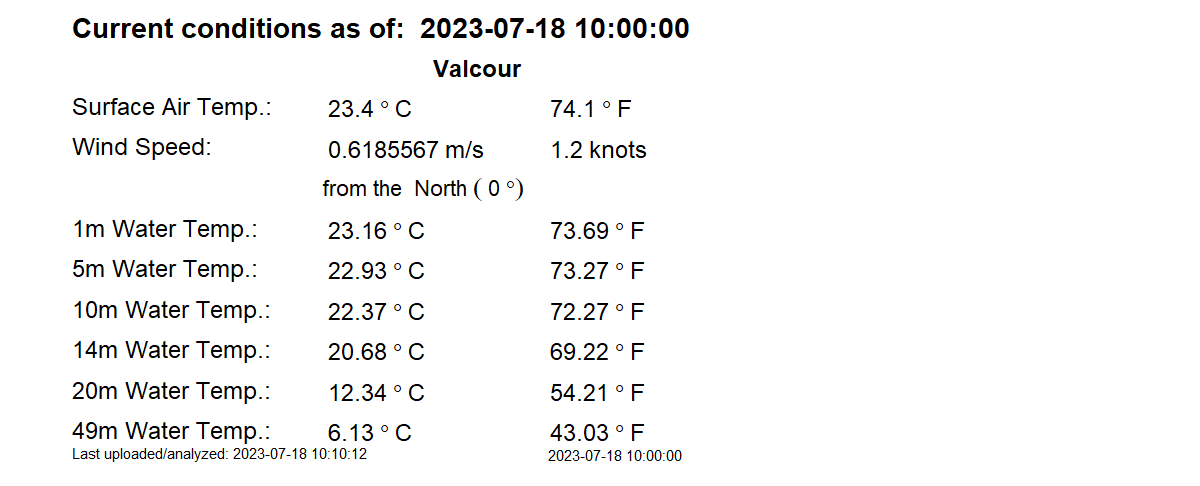 Current conditions as of: 2023-07-18 10:00:00
Valcour
Surface Air Temp.: 23.4 ° C 74.1 ° F
Wind Speed: 0.6185567 m/s 1.2 knots
from the North ( 0 °)
1m Water Temp.: 23.16 ° C 73.69 ° F
5m Water Temp.: 22.93 ° C 73.27 ° F
10m Water Temp.: 22.37 ° C 72.27 ° F
14m Water Temp.: 20.68 ° C 69.22 ° F
20m Water Temp.: 12.34 ° C 54.21 ° F
49m Water Temp.: 6.13 ° C 43.03 ° F
Last uploaded/analyzed: 2023-07-18 10:10:12 2023-07-18 10:00:00